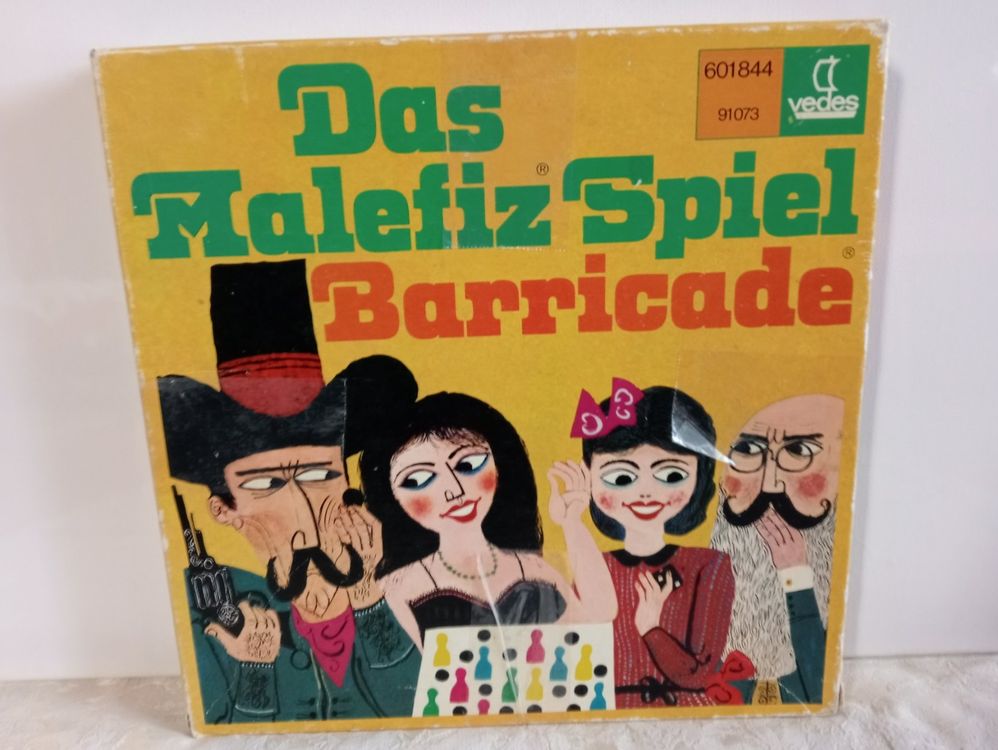 Das
Malefiz® Spiel
Barricade®
601844
91073
vedes